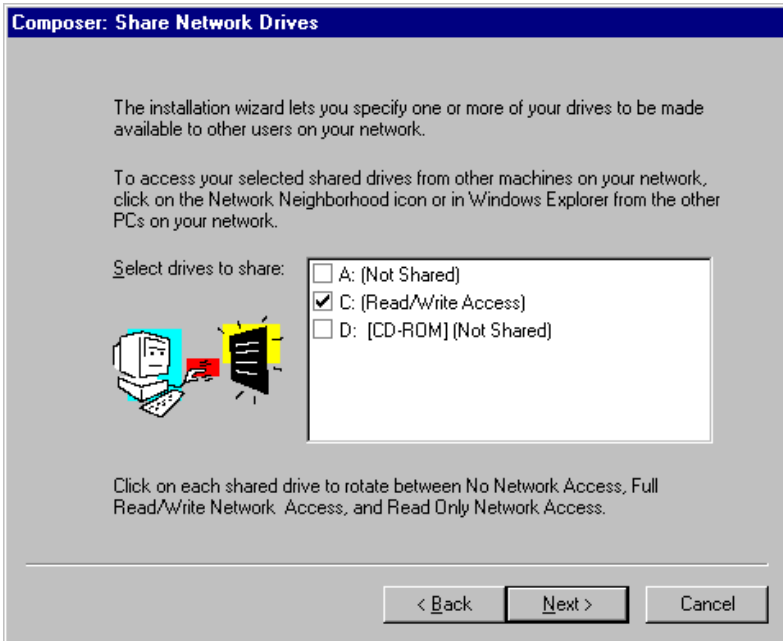 Composer: Share Network Drives
The installation wizard lets you specify one or more of your drives to be made
available to other users on your network.
To access your selected shared drives from other machines on your network,
click on the Network Neighborhood icon or in Windows Explorer from the other
PCs on your network.
Select drives to share:
A: (Not Shared)
C: (Read/Write Access)
D: [CD-ROM] (Not Shared)
Click on each shared drive to rotate between No Network Access, Full
Read/Write Network Access, and Read Only Network Access.
< Back
Next >
Cancel